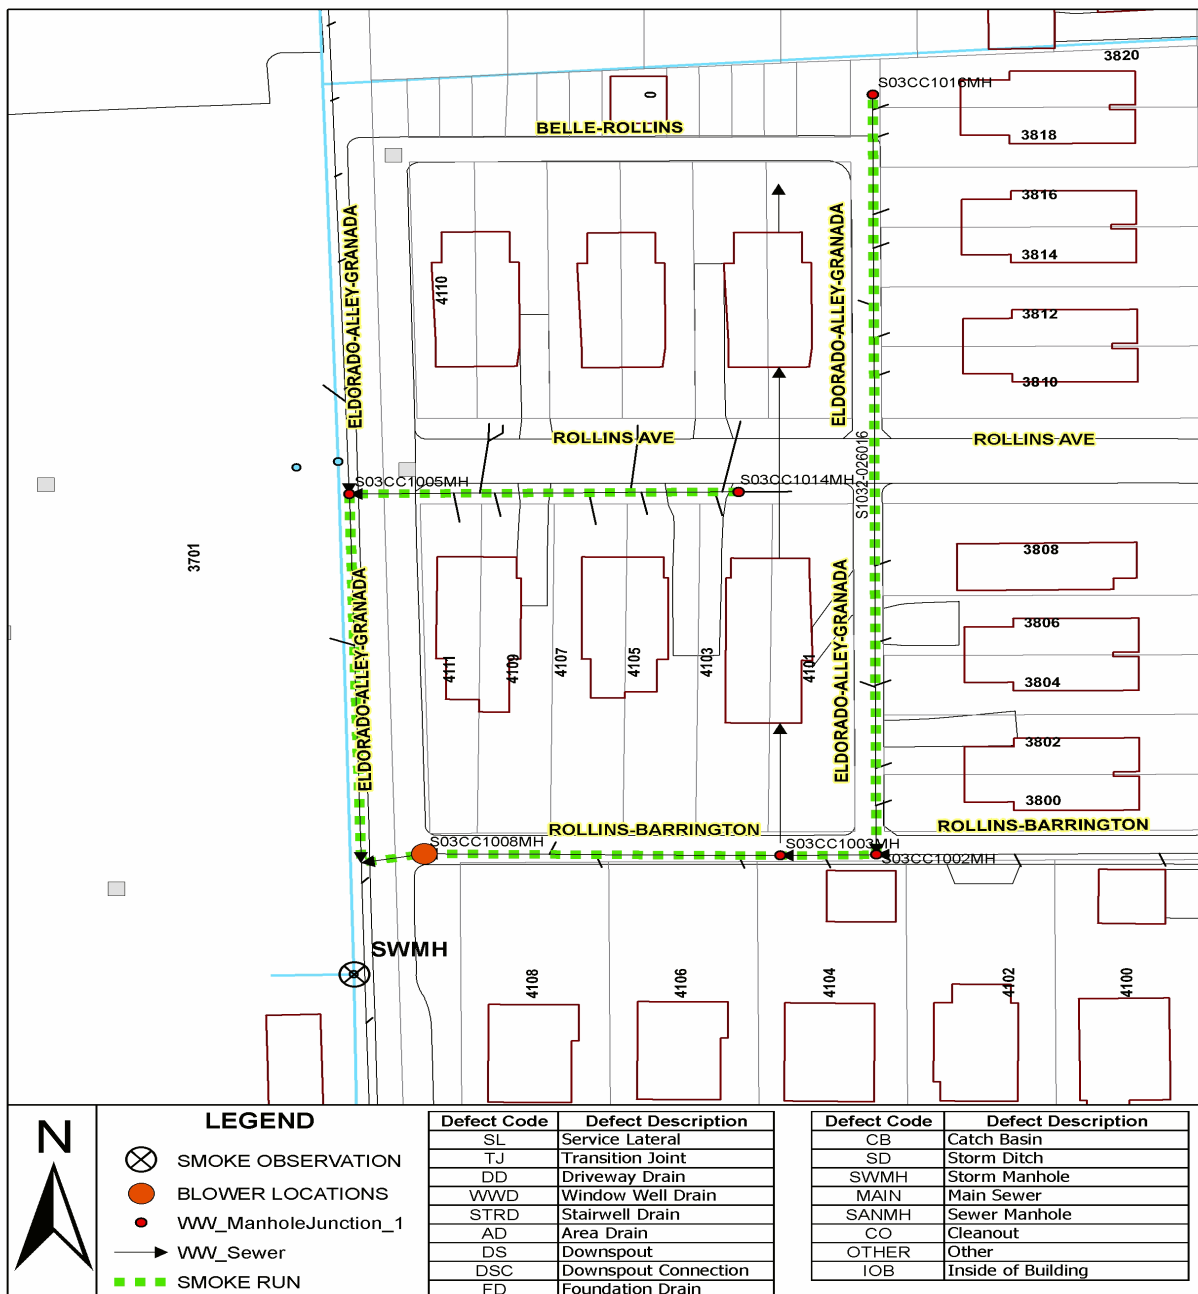 3820
S03CC1016MH
0
BELLE-ROLLINS
3818
3816
ELDORADO-ALLEY-GRANADA
ELDORADO-ALLEY-GRANADA
3814
4110
3812
3810
ROLLINS AVE
ROLLINS AVE
S1032-026016
S03CC1005MH
S03CC1014MH
3701
3808
ELDORADO-ALLEY-GRANADA
ELDORADO-ALLEY-GRANADA
3806
4111
4109
4107
4105
4103
4101
3804
3802
3800
ROLLINS-BARRINGTON
ROLLINS-BARRINGTON
S03CC1008MH
S03CC1003MH
S03CC1002MH
SWMH
4108
4106
4104
4102
4100
N
LEGEND
SMOKE OBSERVATION
BLOWER LOCATIONS
WW_ManholeJunction_1
WW_Sewer
SMOKE RUN
Defect Code Defect Description
SL Service Lateral
TJ Transition Joint
DD Driveway Drain
WWD Window Well Drain
STRD Stairwell Drain
AD Area Drain
DS Downspout
DSC Downspout Connection
FD Foundation Drain
Defect Code Defect Description
CB Catch Basin
SD Storm Ditch
SWMH Storm Manhole
MAIN Main Sewer
SANMH Sewer Manhole
CO Cleanout
OTHER Other
IOB Inside of Building